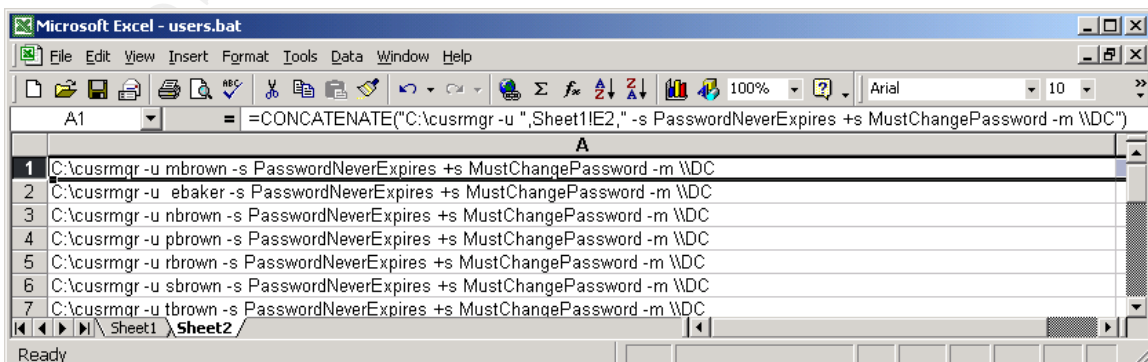 Microsoft Excel - users.bat
File Edit View Insert Format Tools Data Window Help
ABC Σ fx A Z Z A 100% ? Arial 10 »
A1 = =CONCATENATE("C:\cusrmgr -u ",Sheet1!E2," -s PasswordNeverExpires +s MustChangePassword -m \\DC")
A
1 C:\cusrmgr -u mbrown -s PasswordNeverExpires +s MustChangePassword -m \\DC
2 C:\cusrmgr -u  ebaker -s PasswordNeverExpires +s MustChangePassword -m \\DC
3 C:\cusrmgr -u nbrown -s PasswordNeverExpires +s MustChangePassword -m \\DC
4 C:\cusrmgr -u pbrown -s PasswordNeverExpires +s MustChangePassword -m \\DC
5 C:\cusrmgr -u rbrown -s PasswordNeverExpires +s MustChangePassword -m \\DC
6 C:\cusrmgr -u sbrown -s PasswordNeverExpires +s MustChangePassword -m \\DC
7 C:\cusrmgr -u tbrown -s PasswordNeverExpires +s MustChangePassword -m \\DC
Sheet1 Sheet2
Ready